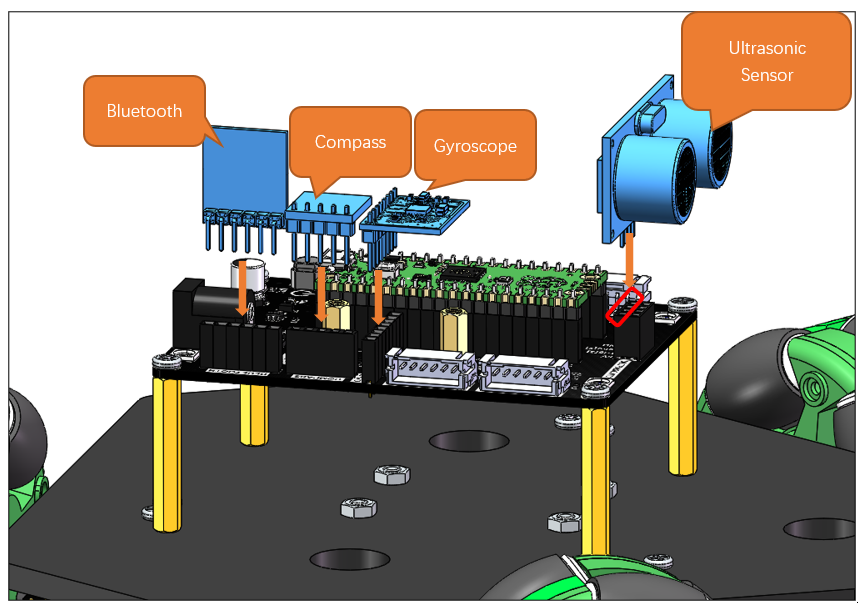 Bluetooth
Compass
Gyroscope
Ultrasonic
Sensor